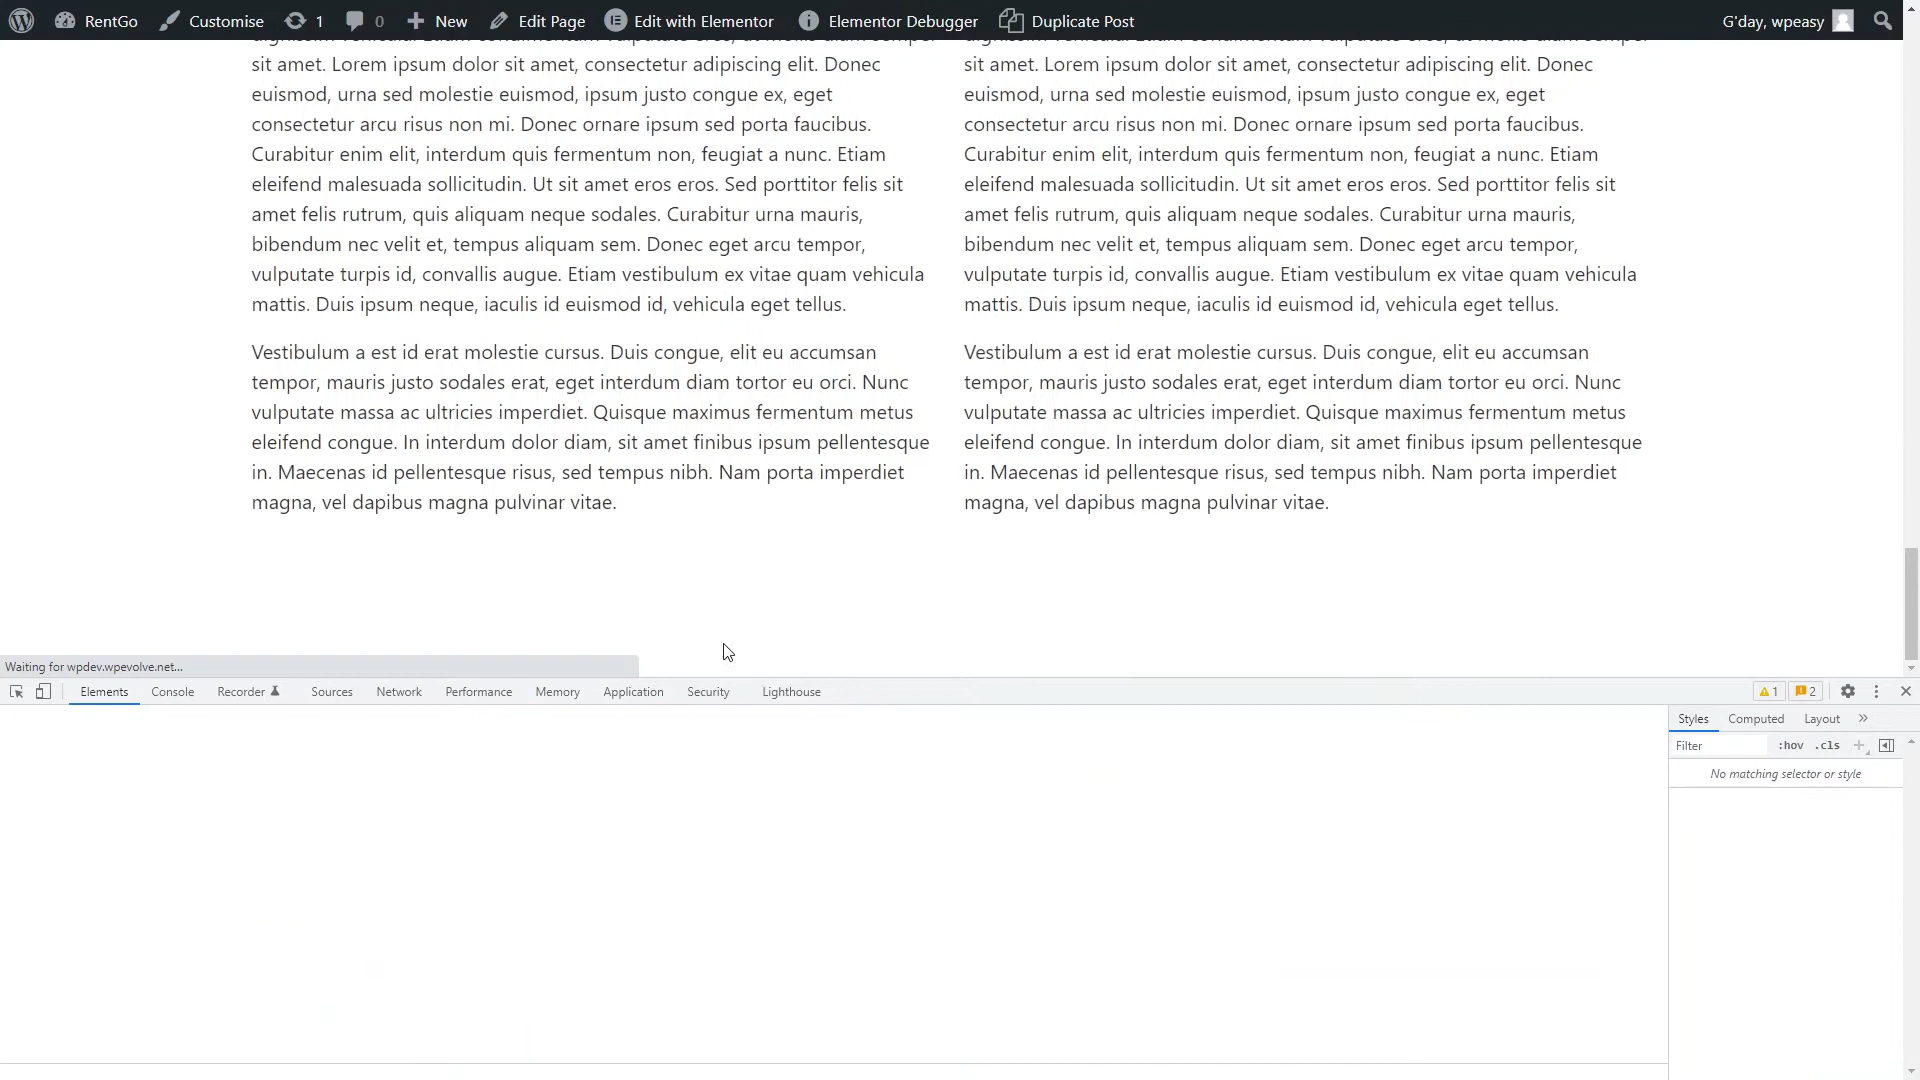 RentGo Customise 1 0 New Edit Page Edit with Elementor Elementor Debugger Duplicate Post G'day, wpeasy
sit amet. Lorem ipsum dolor sit amet, consectetur adipiscing elit. Donec
euismod, urna sed molestie euismod, ipsum justo congue ex, eget
consectetur arcu risus non mi. Donec ornare ipsum sed porta faucibus.
Curabitur enim elit, interdum quis fermentum non, feugiat a nunc. Etiam
eleifend malesuada sollicitudin. Ut sit amet eros eros. Sed porttitor felis sit
amet felis rutrum, quis aliquam neque sodales. Curabitur urna mauris,
bibendum nec velit et, tempus aliquam sem. Donec eget arcu tempor,
vulputate turpis id, convallis augue. Etiam vestibulum ex vitae quam vehicula
mattis. Duis ipsum neque, iaculis id euismod id, vehicula eget tellus.
Vestibulum a est id erat molestie cursus. Duis congue, elit eu accumsan
tempor, mauris justo sodales erat, eget interdum diam tortor eu orci. Nunc
vulputate massa ac ultricies imperdiet. Quisque maximus fermentum metus
eleifend congue. In interdum dolor diam, sit amet finibus ipsum pellentesque
in. Maecenas id pellentesque risus, sed tempus nibh. Nam porta imperdiet
magna, vel dapibus magna pulvinar vitae.
sit amet. Lorem ipsum dolor sit amet, consectetur adipiscing elit. Donec
euismod, urna sed molestie euismod, ipsum justo congue ex, eget
consectetur arcu risus non mi. Donec ornare ipsum sed porta faucibus.
Curabitur enim elit, interdum quis fermentum non, feugiat a nunc. Etiam
eleifend malesuada sollicitudin. Ut sit amet eros eros. Sed porttitor felis sit
amet felis rutrum, quis aliquam neque sodales. Curabitur urna mauris,
bibendum nec velit et, tempus aliquam sem. Donec eget arcu tempor,
vulputate turpis id, convallis augue. Etiam vestibulum ex vitae quam vehicula
mattis. Duis ipsum neque, iaculis id euismod id, vehicula eget tellus.
Vestibulum a est id erat molestie cursus. Duis congue, elit eu accumsan
tempor, mauris justo sodales erat, eget interdum diam tortor eu orci. Nunc
vulputate massa ac ultricies imperdiet. Quisque maximus fermentum metus
eleifend congue. In interdum dolor diam, sit amet finibus ipsum pellentesque
in. Maecenas id pellentesque risus, sed tempus nibh. Nam porta imperdiet
magna, vel dapibus magna pulvinar vitae.
Waiting for wpdev.wpevolve.net...
Elements Console Recorder Sources Network Performance Memory Application Security Lighthouse 1 2
Styles Computed Layout »
Filter :hov .cls +
No matching selector or style